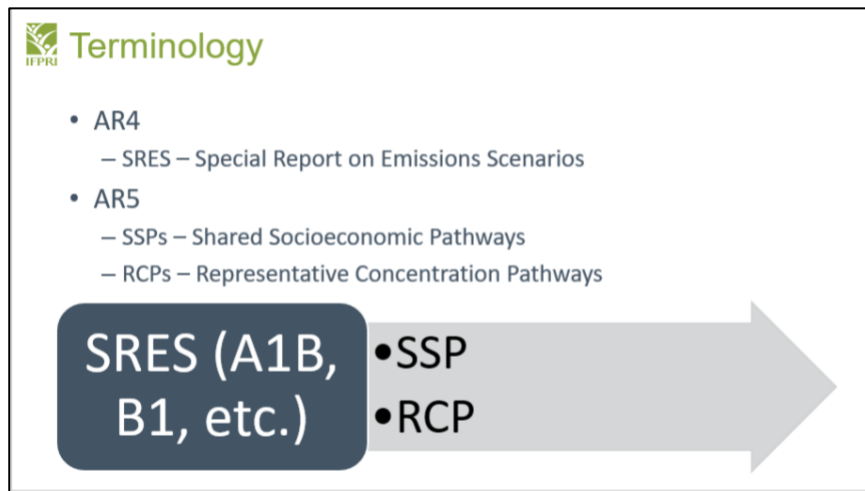 IFPRI
Terminology
• AR4
– SRES – Special Report on Emissions Scenarios
• AR5
– SSPs – Shared Socioeconomic Pathways
– RCPs – Representative Concentration Pathways
SRES (A1B,
B1, etc.)
•SSP
•RCP